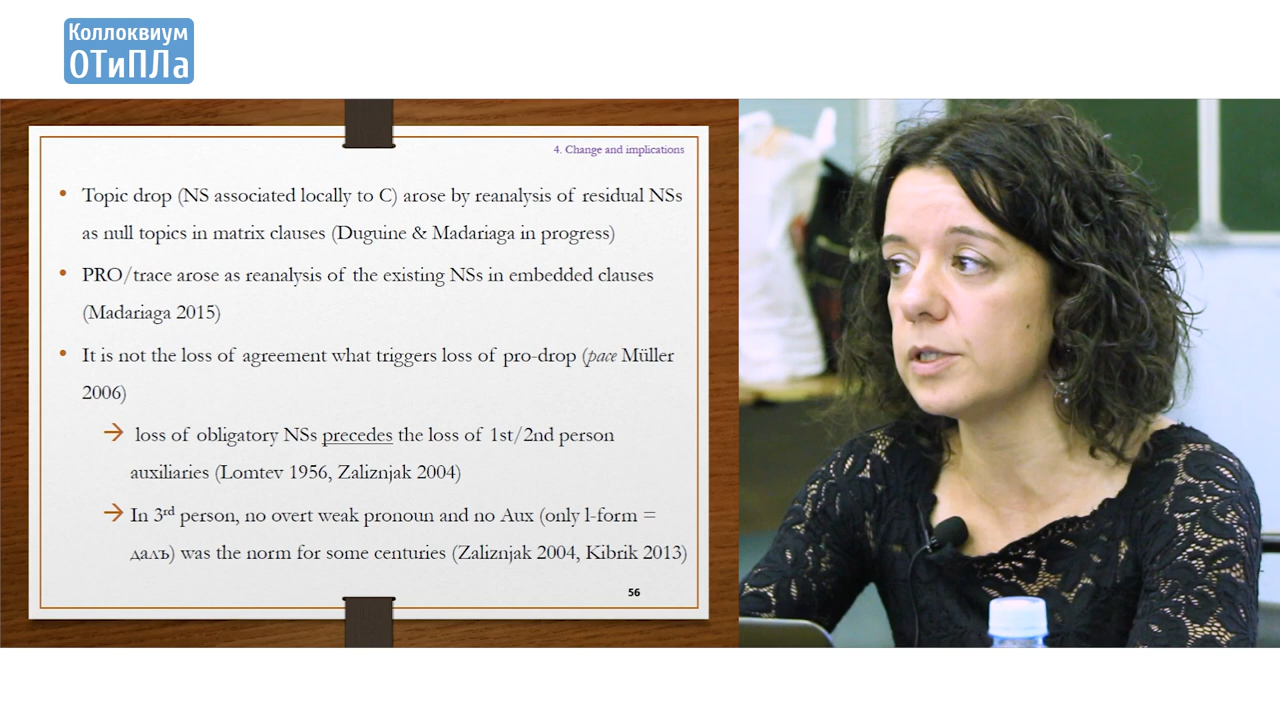 Коллоквиум
ОТиПЛа
4. Change and implications
• Topic drop (NS associated locally to C) arose by reanalysis of residual NSs
as null topics in matrix clauses (Duguine & Madariaga in progress)
• PRO/trace arose as reanalysis of the existing NSs in embedded clauses
(Madariaga 2015)
• It is not the loss of agreement what triggers loss of pro-drop (pace Müller
2006)
→ loss of obligatory NSs precedes the loss of 1st/2nd person
auxiliaries (Lomtev 1956, Zaliznjak 2004)
→ In 3rd person, no overt weak pronoun and no Aux (only l-form =
далъ) was the norm for some centuries (Zaliznjak 2004, Kibrik 2013)
56